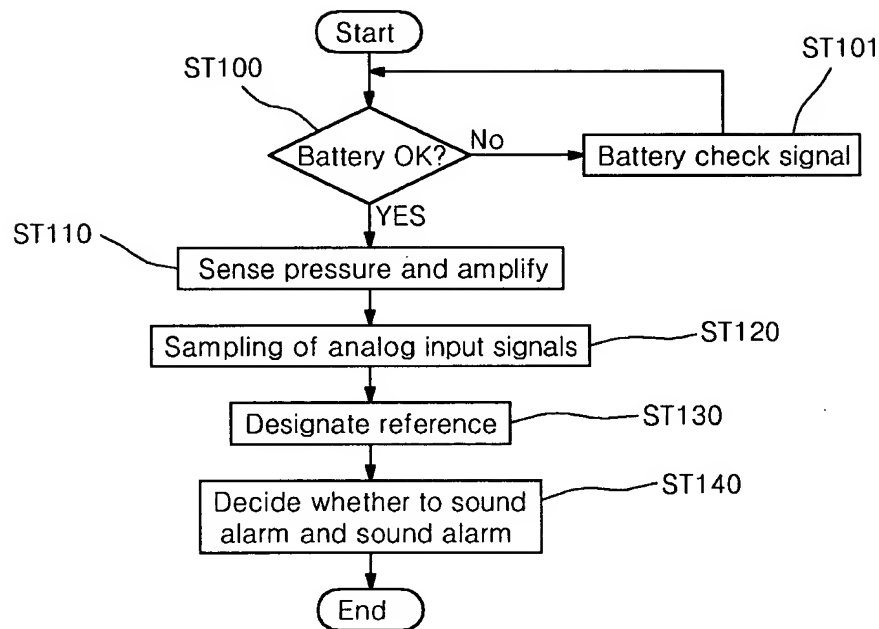 Start
ST100
ST101
Battery OK?
No
Battery check signal
YES
ST110
Sense pressure and amplify
Sampling of analog input signals
ST120
Designate reference
ST130
Decide whether to sound
alarm and sound alarm
ST140
End